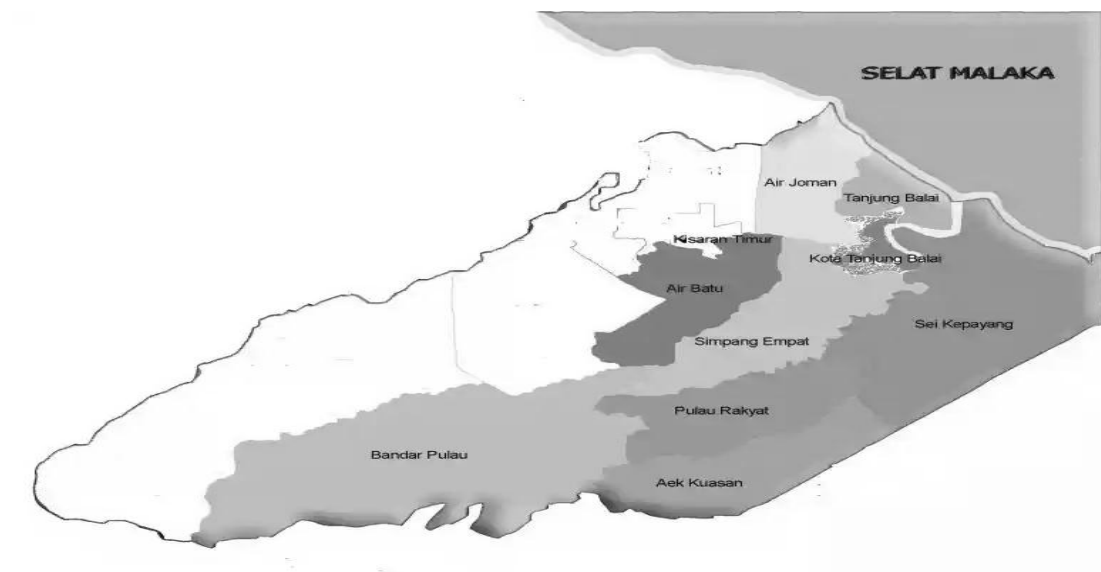 SELAT MALAKA
Air Joman
Tanjung Balai
Kisaran Timur
Kota Tanjung Balai
Air Batu
Sei Kepayang
Simpang Empat
Pulau Rakyat
Bandar Pulau
Aek Kuasan